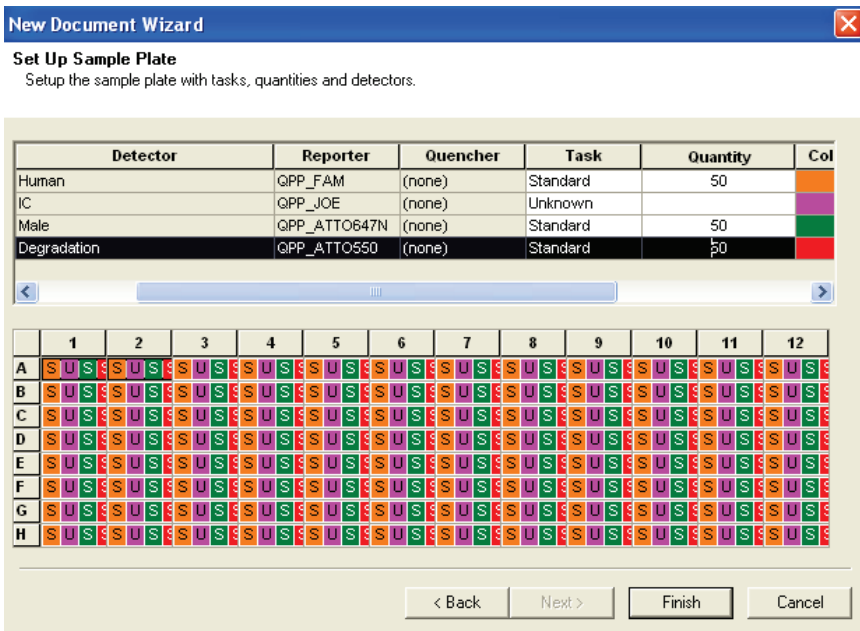 New Document Wizard
Set Up Sample Plate
Setup the sample plate with tasks, quantities and detectors.
Detector Reporter Quencher Task Quantity Col
Human QPP_FAM (none) Standard 50
IC QPP_JOE (none) Unknown
Male QPP_ATTO647N (none) Standard 50
Degradation QPP_ATTO550 (none) Standard 50
1 2 3 4 5 6 7 8 9 10 11 12
A S U S S S U S S S U S S S U S S S U S S S U S S S U S S S U S S S U S S S U S S S U S S S U S S
B S U S S S U S S S U S S S U S S S U S S S U S S S U S S S U S S S U S S S U S S S U S S S U S S
C S U S S S U S S S U S S S U S S S U S S S U S S S U S S S U S S S U S S S U S S S U S S S U S S
D S U S S S U S S S U S S S U S S S U S S S U S S S U S S S U S S S U S S S U S S S U S S S U S S
E S U S S S U S S S U S S S U S S S U S S S U S S S U S S S U S S S U S S S U S S S U S S S U S S
F S U S S S U S S S U S S S U S S S U S S S U S S S U S S S U S S S U S S S U S S S U S S S U S S
G S U S S S U S S S U S S S U S S S U S S S U S S S U S S S U S S S U S S S U S S S U S S S U S S
H S U S S S U S S S U S S S U S S S U S S S U S S S U S S S U S S S U S S S U S S S U S S S U S S
< Back Next > Finish Cancel